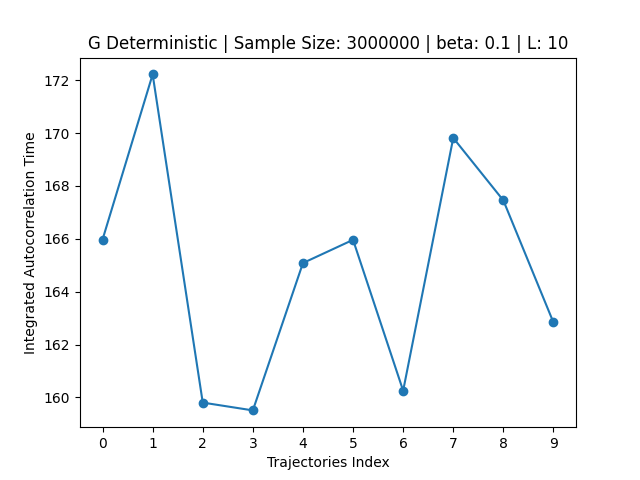 G Deterministic | Sample Size: 3000000 | beta: 0.1 | L: 10
172
170
168
166
164
162
160
Integrated Autocorrelation Time
0 1 2 3 4 5 6 7 8 9
Trajectories Index